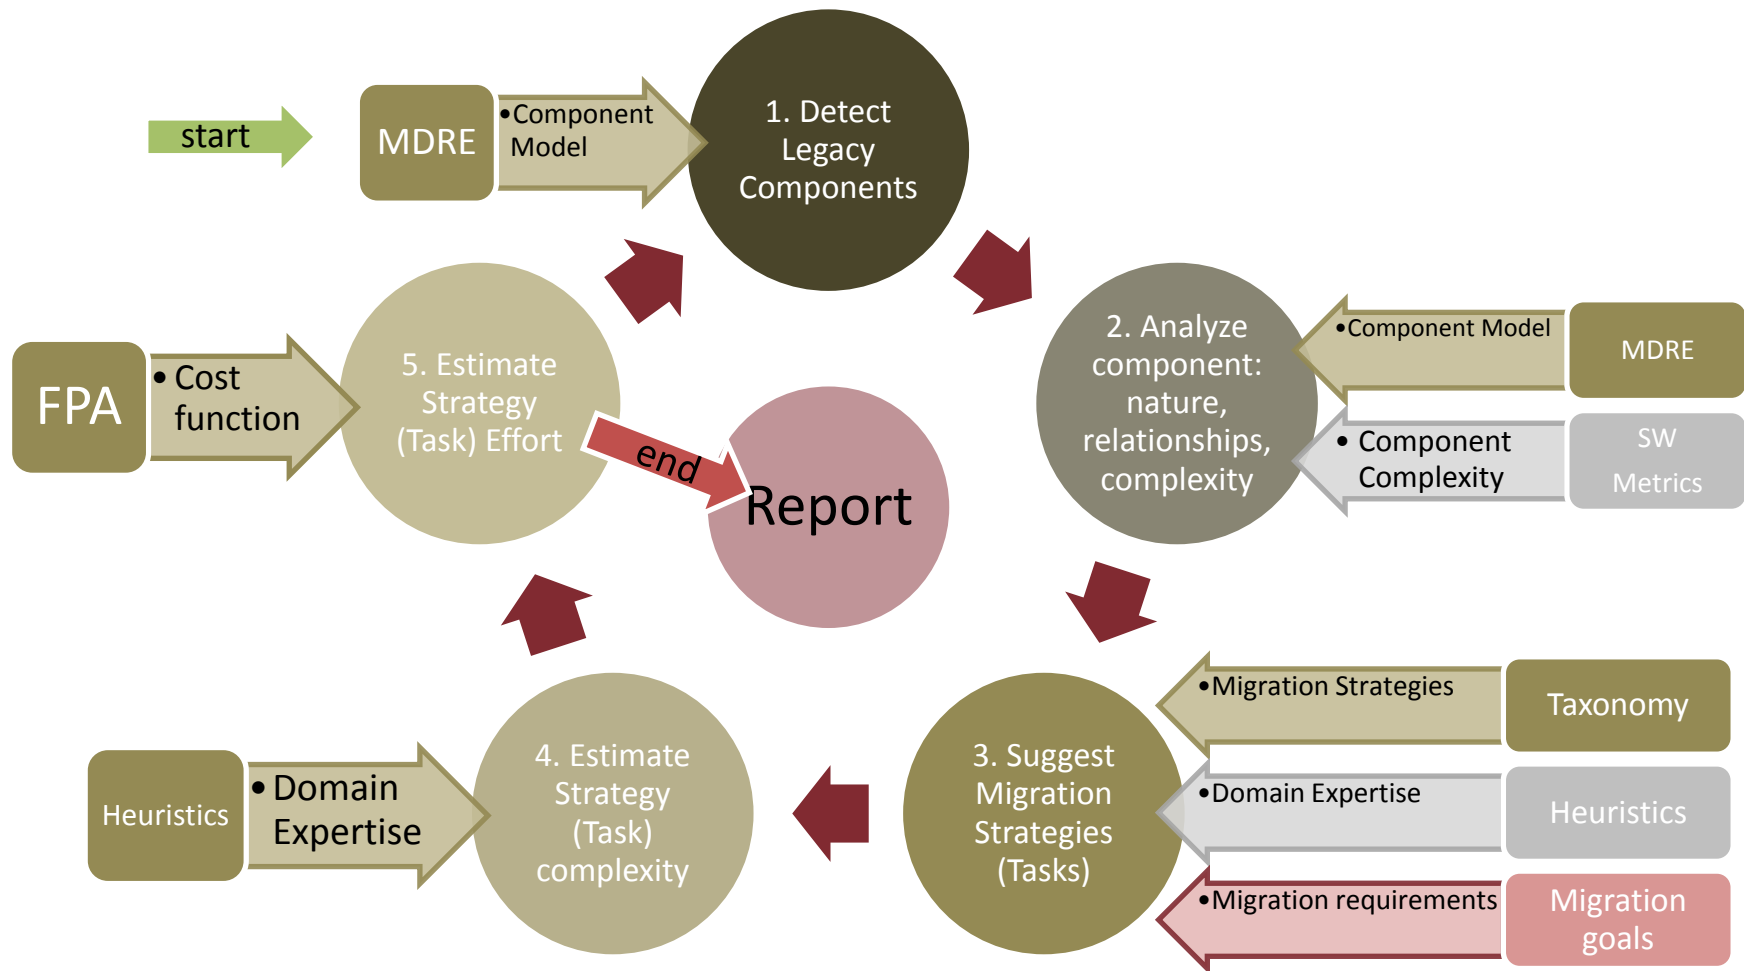 start
MDRE
•Component
Model
1. Detect
Legacy
Components
2. Analyze
component:
nature,
relationships,
complexity
•Component Model
MDRE
• Component
Complexity
SW
Metrics
FPA
• Cost
function
5. Estimate
Strategy
(Task) Effort
end
Report
•Migration Strategies
Taxonomy
3. Suggest
Migration
Strategies
(Tasks)
•Domain Expertise
Heuristics
•Migration requirements
Migration
goals
Heuristics
• Domain
Expertise
4. Estimate
Strategy
(Task)
complexity